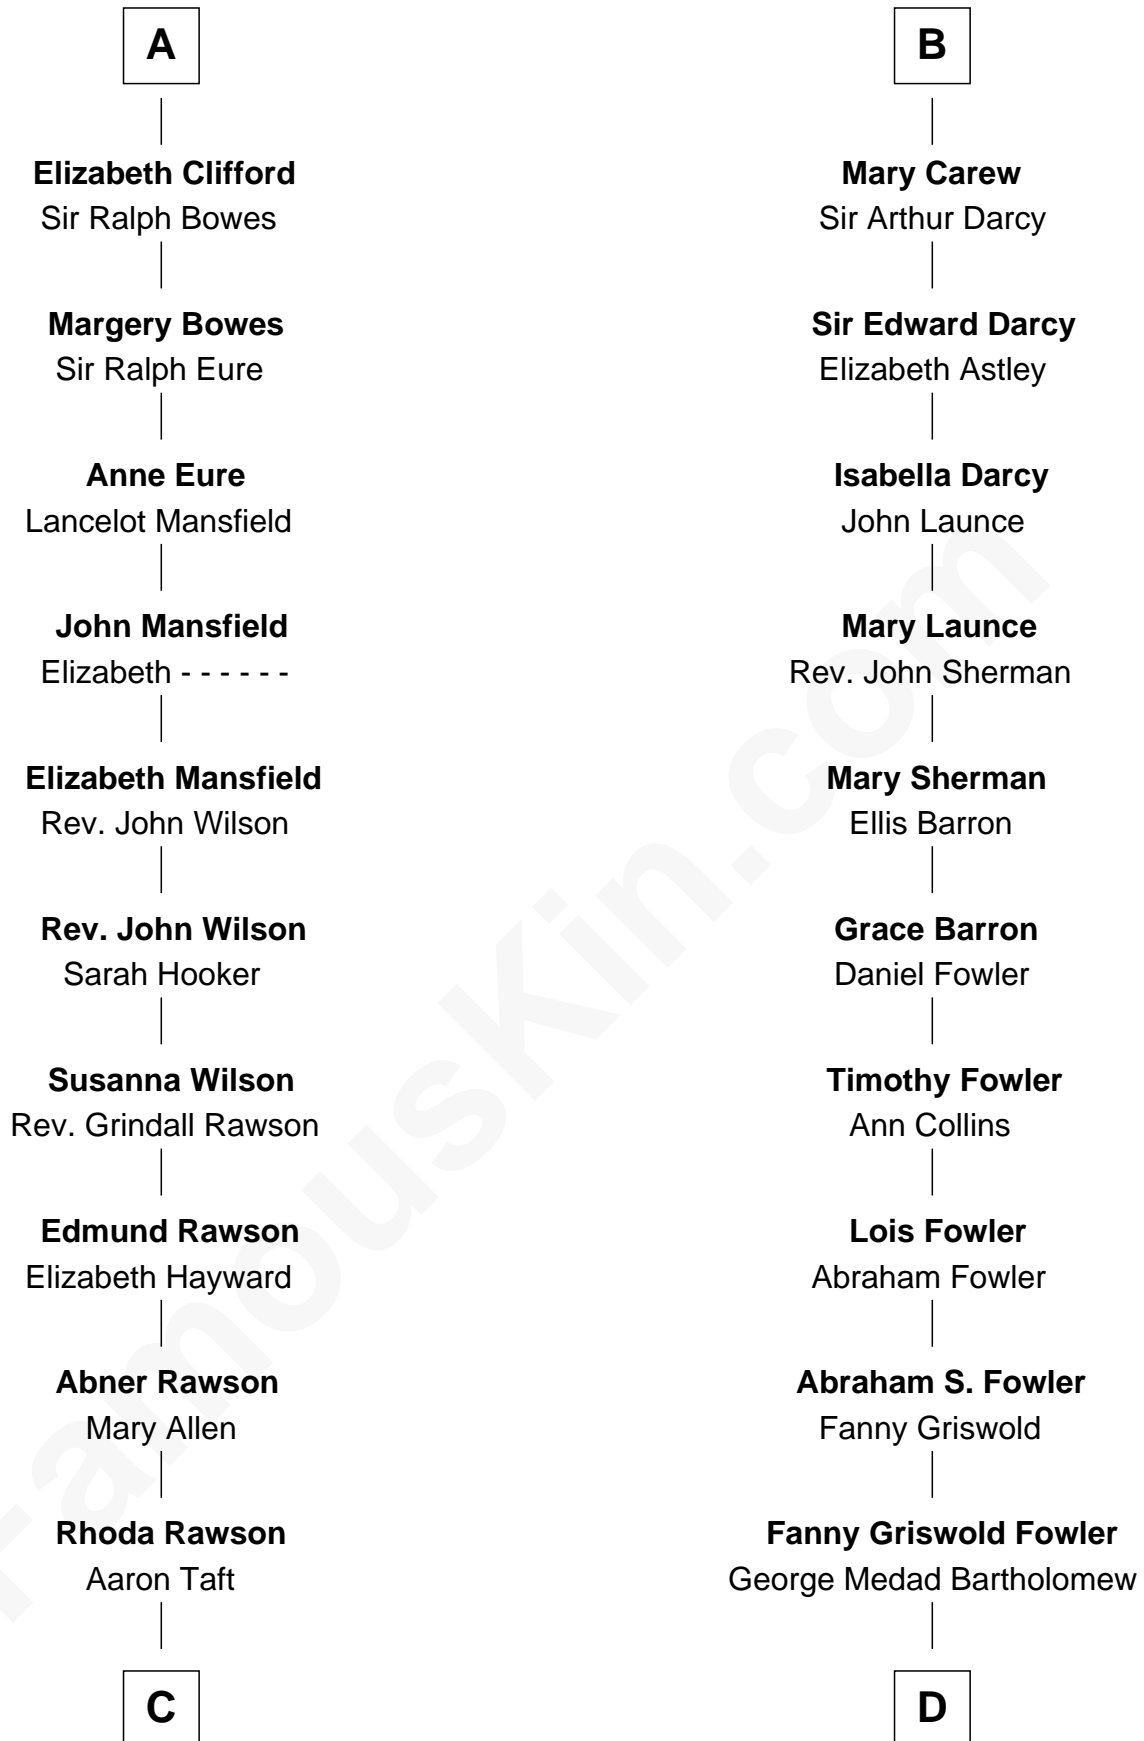 A
Elizabeth Clifford
Sir Ralph Bowes
Margery Bowes
Sir Ralph Eure
Anne Eure
Lancelot Mansfield
John Mansfield
Elizabeth - - - - - -
Elizabeth Mansfield
Rev. John Wilson
Rev. John Wilson
Sarah Hooker
Susanna Wilson
Rev. Grindall Rawson
Edmund Rawson
Elizabeth Hayward
Abner Rawson
Mary Allen
Rhoda Rawson
Aaron Taft
C
B
Mary Carew
Sir Arthur Darcy
Sir Edward Darcy
Elizabeth Astley
Isabella Darcy
John Launce
Mary Launce
Rev. John Sherman
Mary Sherman
Ellis Barron
Grace Barron
Daniel Fowler
Timothy Fowler
Ann Collins
Lois Fowler
Abraham Fowler
Abraham S. Fowler
Fanny Griswold
Fanny Griswold Fowler
George Medad Bartholomew
D
FamousKin.com